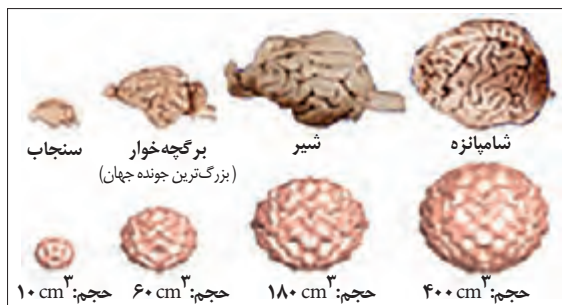 شامپانزه شیر برگچه‌خوار سنجاب
(بزرگ‌ترین جونده جهان)
حجم: ۴۰۰ cm³ حجم: ۱۸۰ cm³ حجم: ۶۰ cm³ حجم: ۱۰ cm³